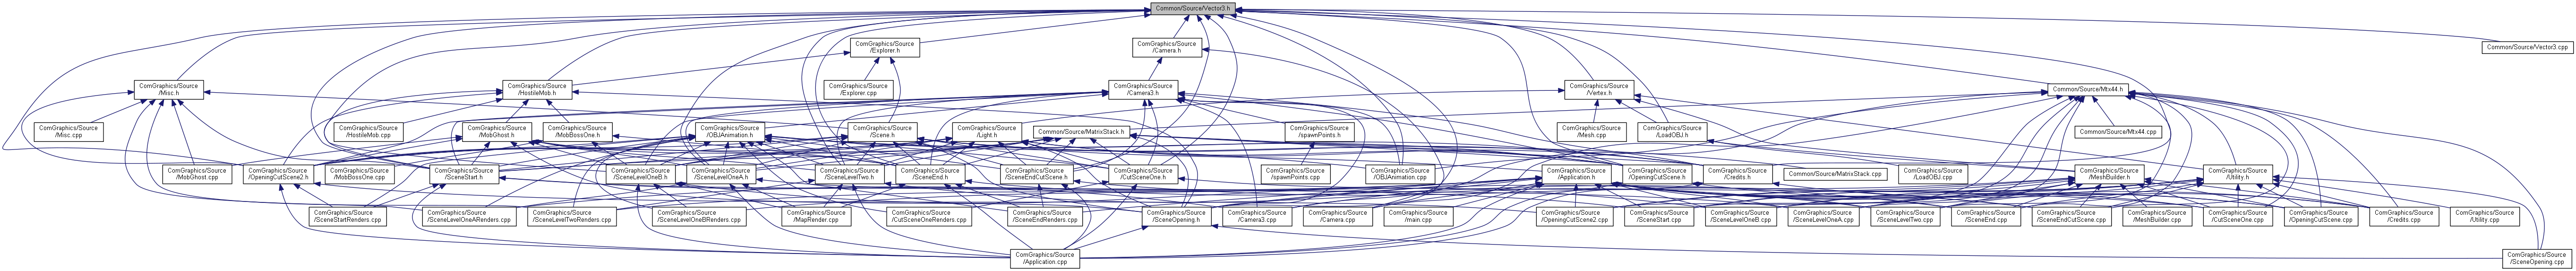 Common/Source/Vector3.h
ComGraphics/Source
/Explorer.h
ComGraphics/Source
/Camera.h
Common/Source/Vector3.cpp
ComGraphics/Source
/Misc.h
ComGraphics/Source
/HostileMob.h
ComGraphics/Source
/Explorer.cpp
ComGraphics/Source
/Camera3.h
ComGraphics/Source
/Vertex.h
Common/Source/Mtx44.h
ComGraphics/Source
/Misc.cpp
ComGraphics/Source
/HostileMob.cpp
ComGraphics/Source
/MobGhost.h
ComGraphics/Source
/MobBossOne.h
ComGraphics/Source
/OBJAnimation.h
ComGraphics/Source
/Scene.h
ComGraphics/Source
/Light.h
Common/Source/MatrixStack.h
ComGraphics/Source
/spawnPoints.h
ComGraphics/Source
/Mesh.cpp
ComGraphics/Source
/LoadOBJ.h
Common/Source/Mtx44.cpp
ComGraphics/Source
/MobGhost.cpp
ComGraphics/Source
/OpeningCutScene2.h
ComGraphics/Source
/MobBossOne.cpp
ComGraphics/Source
/SceneStart.h
ComGraphics/Source
/SceneLevelOneB.h
ComGraphics/Source
/SceneLevelOneA.h
ComGraphics/Source
/SceneLevelTwo.h
ComGraphics/Source
/SceneEnd.h
ComGraphics/Source
/SceneEndCutScene.h
ComGraphics/Source
/CutSceneOne.h
ComGraphics/Source
/spawnPoints.cpp
ComGraphics/Source
/OBJAnimation.cpp
ComGraphics/Source
/Application.h
ComGraphics/Source
/OpeningCutScene.h
ComGraphics/Source
/Credits.h
Common/Source/MatrixStack.cpp
ComGraphics/Source
/LoadOBJ.cpp
ComGraphics/Source
/MeshBuilder.h
ComGraphics/Source
/Utility.h
ComGraphics/Source
/SceneStartRenders.cpp
ComGraphics/Source
/SceneLevelOneARenders.cpp
ComGraphics/Source
/SceneLevelTwoRenders.cpp
ComGraphics/Source
/SceneLevelOneBRenders.cpp
ComGraphics/Source
/MapRender.cpp
ComGraphics/Source
/CutSceneOneRenders.cpp
ComGraphics/Source
/SceneEndRenders.cpp
ComGraphics/Source
/SceneOpening.h
ComGraphics/Source
/Camera3.cpp
ComGraphics/Source
/Camera.cpp
ComGraphics/Source
/main.cpp
ComGraphics/Source
/OpeningCutScene2.cpp
ComGraphics/Source
/SceneStart.cpp
ComGraphics/Source
/SceneLevelOneB.cpp
ComGraphics/Source
/SceneLevelOneA.cpp
ComGraphics/Source
/SceneLevelTwo.cpp
ComGraphics/Source
/SceneEnd.cpp
ComGraphics/Source
/SceneEndCutScene.cpp
ComGraphics/Source
/MeshBuilder.cpp
ComGraphics/Source
/CutSceneOne.cpp
ComGraphics/Source
/OpeningCutScene.cpp
ComGraphics/Source
/Credits.cpp
ComGraphics/Source
/Utility.cpp
ComGraphics/Source
/Application.cpp
ComGraphics/Source
/SceneOpening.cpp